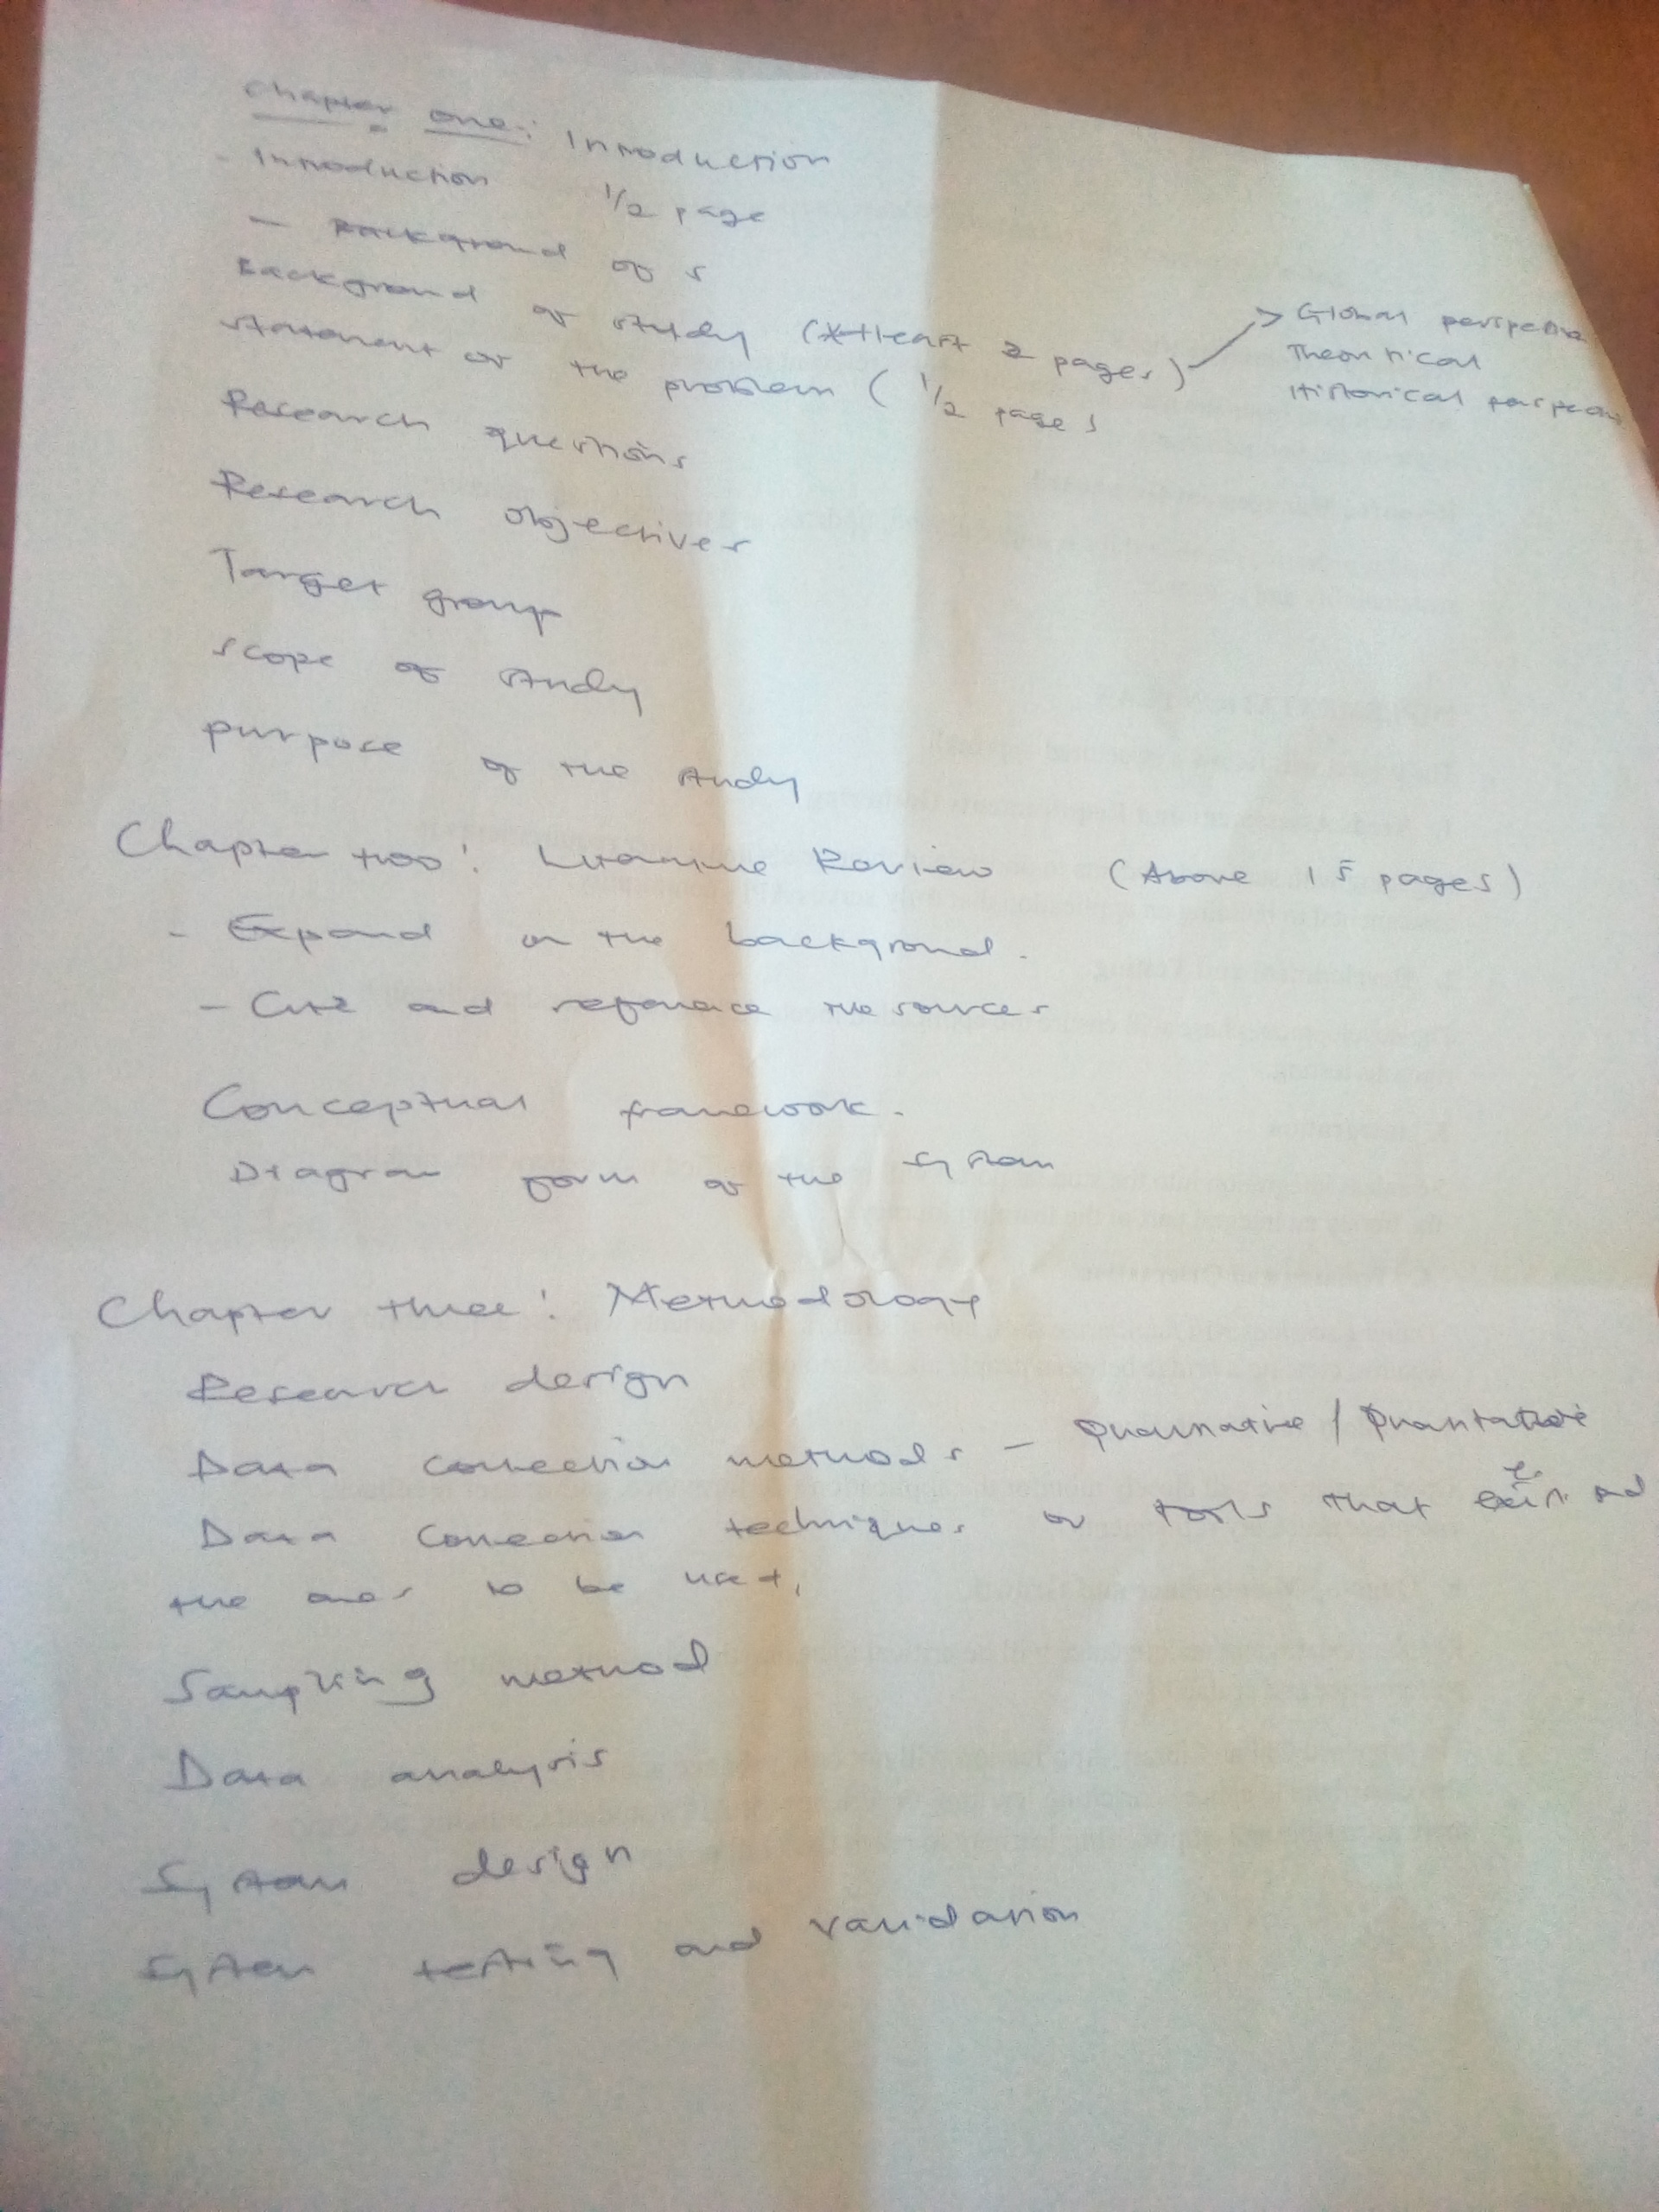 Chapter one: Introduction
- Introduction 1/2 page
- Background of s
Background of study (Atleast 2 pages) → Global perspective
Theoritical
Historical perspective
statement of the problem (1/2 page)
Research questions
Research objectives
Target group
scope of study
purpose of the study
Chapter two: Literature Review (Above 15 pages)
- Expand on the background.
- Cite and reference the sources
Conceptual framework.
Diagram form of the system
Chapter three: Methodology
Research design
Data collection methods - Qualitative / Quantitative
Data collection techniques or tools that exist and
the ones to be used,
Sampling method
Data analysis
System design
System testing and validation